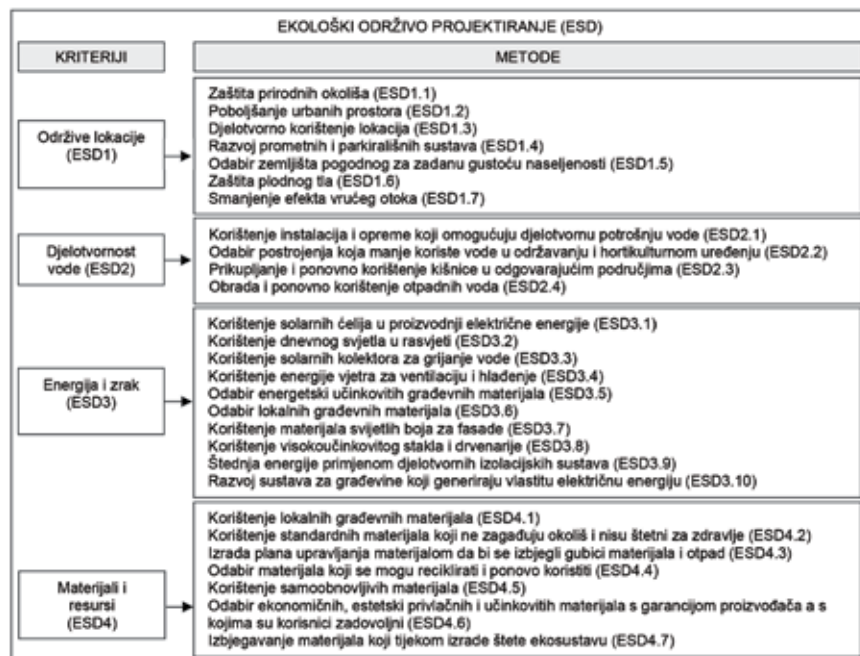 EKOLOŠKI ODRŽIVO PROJEKTIRANJE (ESD)
KRITERIJI
METODE
Održive lokacije
(ESD1)
Zaštita prirodnih okoliša (ESD1.1)
Poboljšanje urbanih prostora (ESD1.2)
Djelotvorno korištenje lokacija (ESD1.3)
Razvoj prometnih i parkirališnih sustava (ESD1.4)
Odabir zemljišta pogodnog za zadanu gustoću naseljenosti (ESD1.5)
Zaštita plodnog tla (ESD1.6)
Smanjenje efekta vrućeg otoka (ESD1.7)
Djelotvornost
vode (ESD2)
Korištenje instalacija i opreme koji omogućuju djelotvornu potrošnju vode (ESD2.1)
Odabir postrojenja koja manje koriste vode u održavanju i hortikulturnom uređenju (ESD2.2)
Prikupljanje i ponovno korištenje kišnice u odgovarajućim područjima (ESD2.3)
Obrada i ponovno korištenje otpadnih voda (ESD2.4)
Energija i zrak
(ESD3)
Korištenje solarnih ćelija u proizvodnji električne energije (ESD3.1)
Korištenje dnevnog svjetla u rasvjeti (ESD3.2)
Korištenje solarnih kolektora za grijanje vode (ESD3.3)
Korištenje energije vjetra za ventilaciju i hlađenje (ESD3.4)
Odabir energetski učinkovitih građevnih materijala (ESD3.5)
Odabir lokalnih građevnih materijala (ESD3.6)
Korištenje materijala svijetlih boja za fasade (ESD3.7)
Korištenje visokoučinkovitog stakla i drvenarije (ESD3.8)
Štednja energije primjenom djelotvornih izolacijskih sustava (ESD3.9)
Razvoj sustava za građevine koji generiraju vlastitu električnu energiju (ESD3.10)
Materijali i
resursi
(ESD4)
Korištenje lokalnih građevnih materijala (ESD4.1)
Korištenje standardnih materijala koji ne zagađuju okoliš i nisu štetni za zdravlje (ESD4.2)
Izrada plana upravljanja materijalom da bi se izbjegli gubici materijala i otpad (ESD4.3)
Odabir materijala koji se mogu reciklirati i ponovo koristiti (ESD4.4)
Korištenje samoobnovljivih materijala (ESD4.5)
Odabir ekonomičnih, estetski privlačnih i učinkovitih materijala s garancijom proizvođača a s
kojima su korisnici zadovoljni (ESD4.6)
Izbjegavanje materijala koji tijekom izrade štete ekosustavu (ESD4.7)